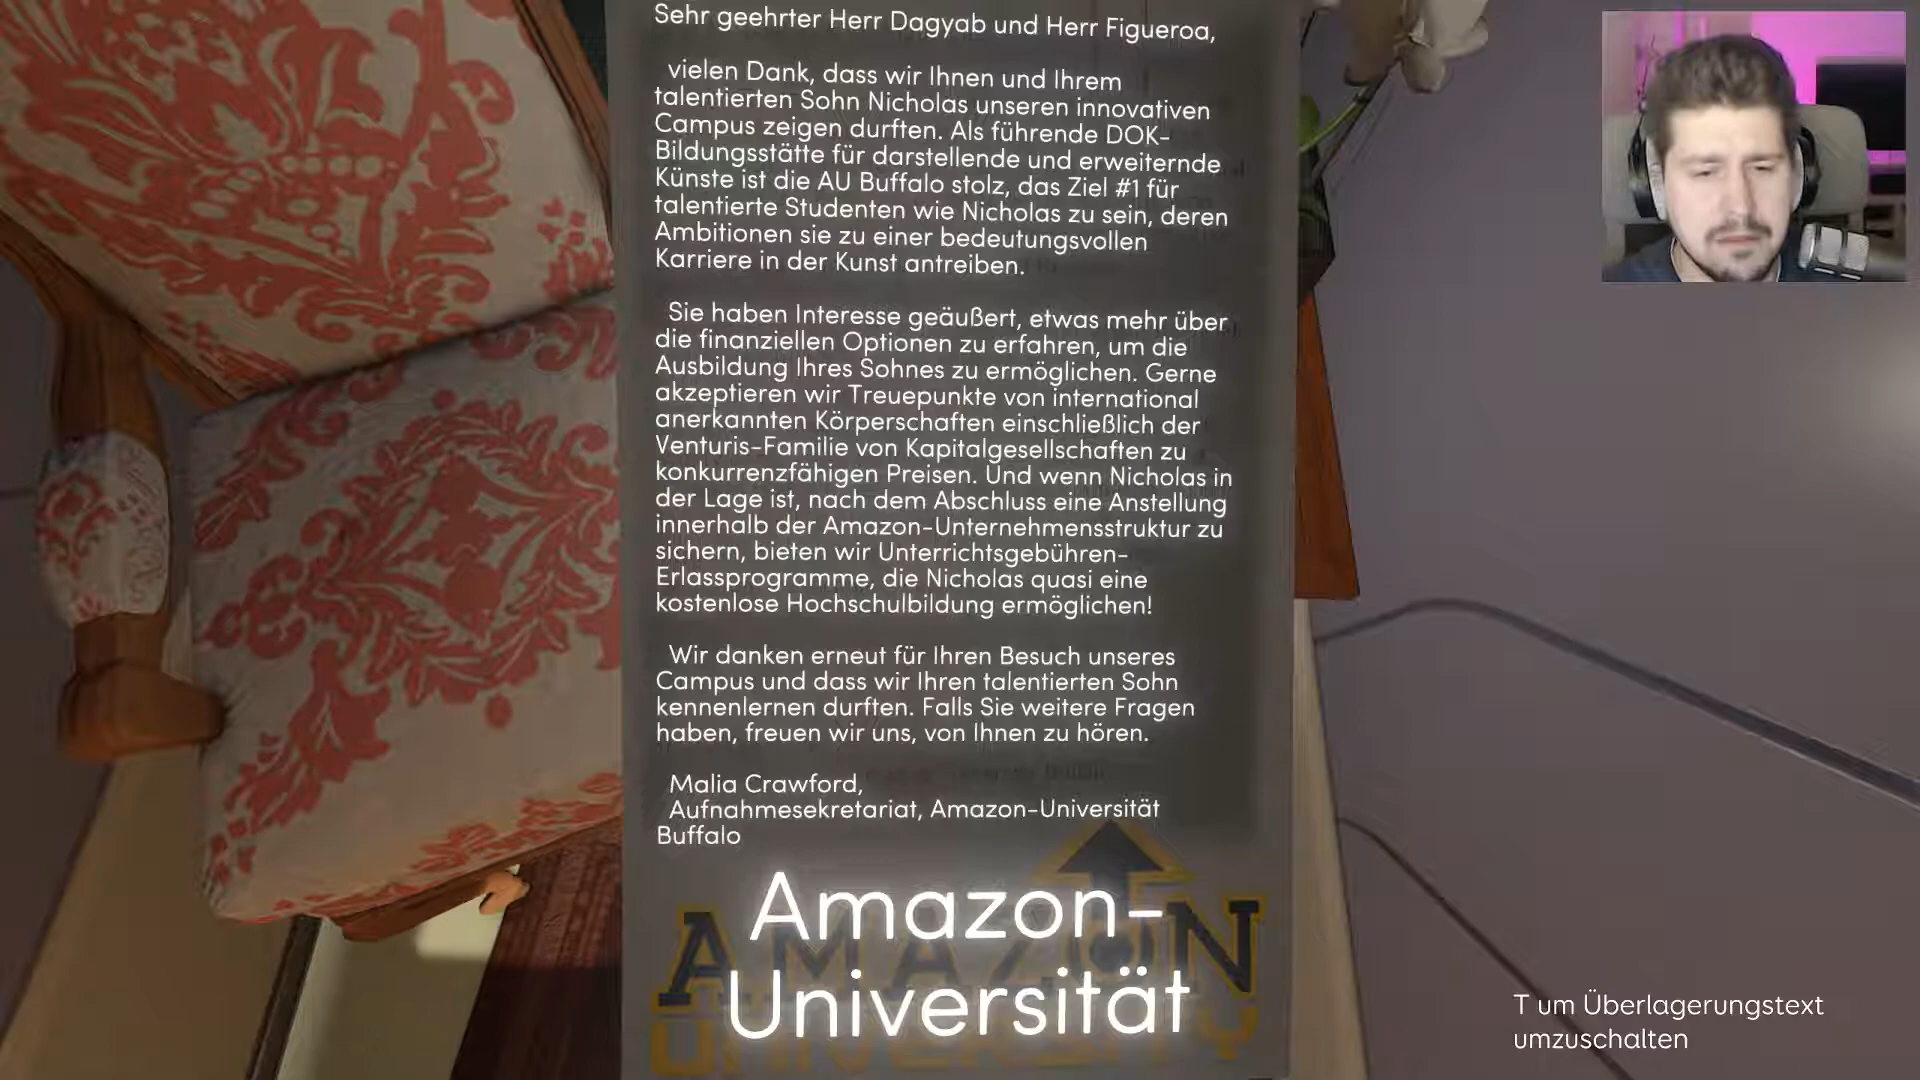 Sehr geehrter Herr Dagyab und Herr Figueroa,
vielen Dank, dass wir Ihnen und Ihrem
talentierten Sohn Nicholas unseren innovativen
Campus zeigen durften. Als führende DOK-
Bildungsstätte für darstellende und erweiternde
Künste ist die AU Buffalo stolz, das Ziel #1 für
talentierte Studenten wie Nicholas zu sein, deren
Ambitionen sie zu einer bedeutungsvollen
Karriere in der Kunst antreiben.
Sie haben Interesse geäußert, etwas mehr über
die finanziellen Optionen zu erfahren, um die
Ausbildung Ihres Sohnes zu ermöglichen. Gerne
akzeptieren wir Treuepunkte von international
anerkannten Körperschaften einschließlich der
Venturis-Familie von Kapitalgesellschaften zu
konkurrenzfähigen Preisen. Und wenn Nicholas in
der Lage ist, nach dem Abschluss eine Anstellung
innerhalb der Amazon-Unternehmensstruktur zu
sichern, bieten wir Unterrichtsgebühren-
Erlassprogramme, die Nicholas quasi eine
kostenlose Hochschulbildung ermöglichen!
Wir danken erneut für Ihren Besuch unseres
Campus und dass wir Ihren talentierten Sohn
kennenlernen durften. Falls Sie weitere Fragen
haben, freuen wir uns, von Ihnen zu hören.
Malia Crawford,
Aufnahmesekretariat, Amazon-Universität
Buffalo
Amazon-
Universität
AMAZON
UNIVERSITY
T um Überlagerungstext
umzuschalten